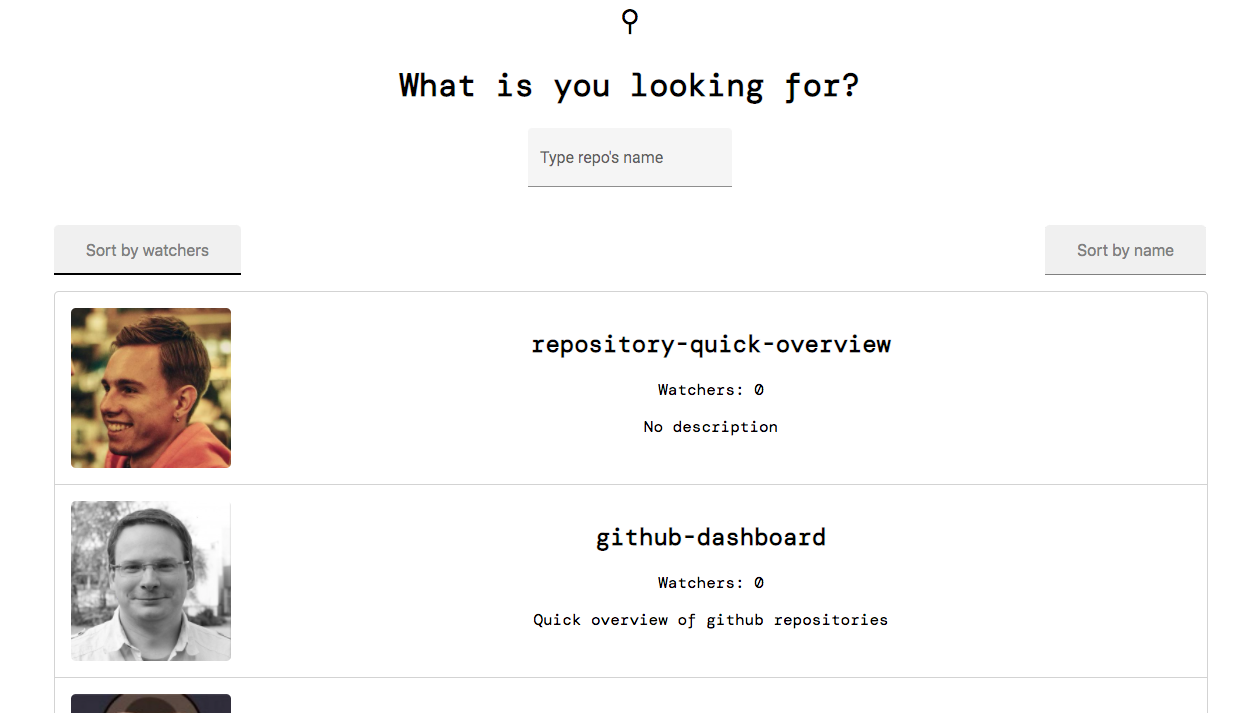 What is you looking for?
Type repo's name
Sort by watchers
Sort by name
repository-quick-overview
Watchers: 0
No description
github-dashboard
Watchers: 0
Quick overview of github repositories